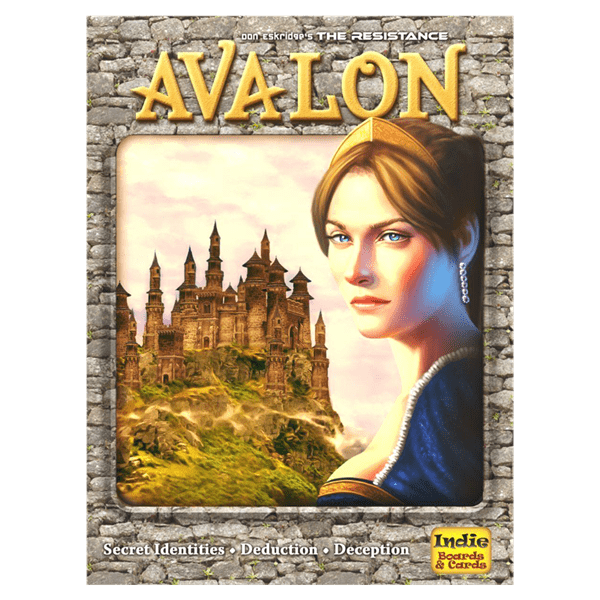 Don Eskridge's THE RESISTANCE
AVALON
Secret Identities • Deduction • Deception
Indie
Boards
& Cards